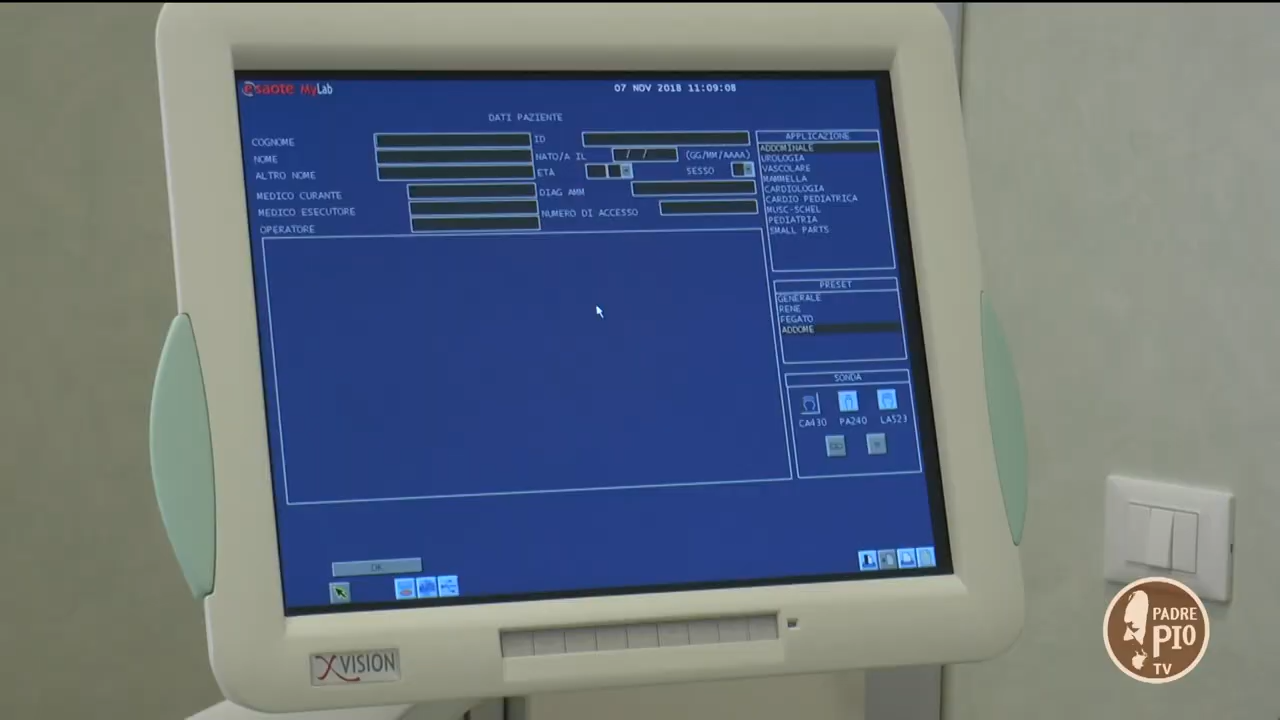 esaote MyLab
07 NOV 2018 11:09:08
DATI PAZIENTE
COGNOME
ID
NOME
NATO/A IL / / (GG/MM/AAAA)
ALTRO NOME
ETÀ
SESSO
MEDICO CURANTE
DIAG AMM
MEDICO ESECUTORE
NUMERO DI ACCESSO
OPERATORE
APPLICAZIONE
ADDOMINALE
UROLOGIA
VASCOLARE
MAMMELLA
CARDIOLOGIA
CARDIO PEDIATRICA
MUSC-SCHEL
PEDIATRIA
SMALL PARTS
PRESET
GENERALE
RENE
FEGATO
ADDOME
SONDA
CA430 PA240 LA523
OK
XVISION
PADRE
PIO
TV